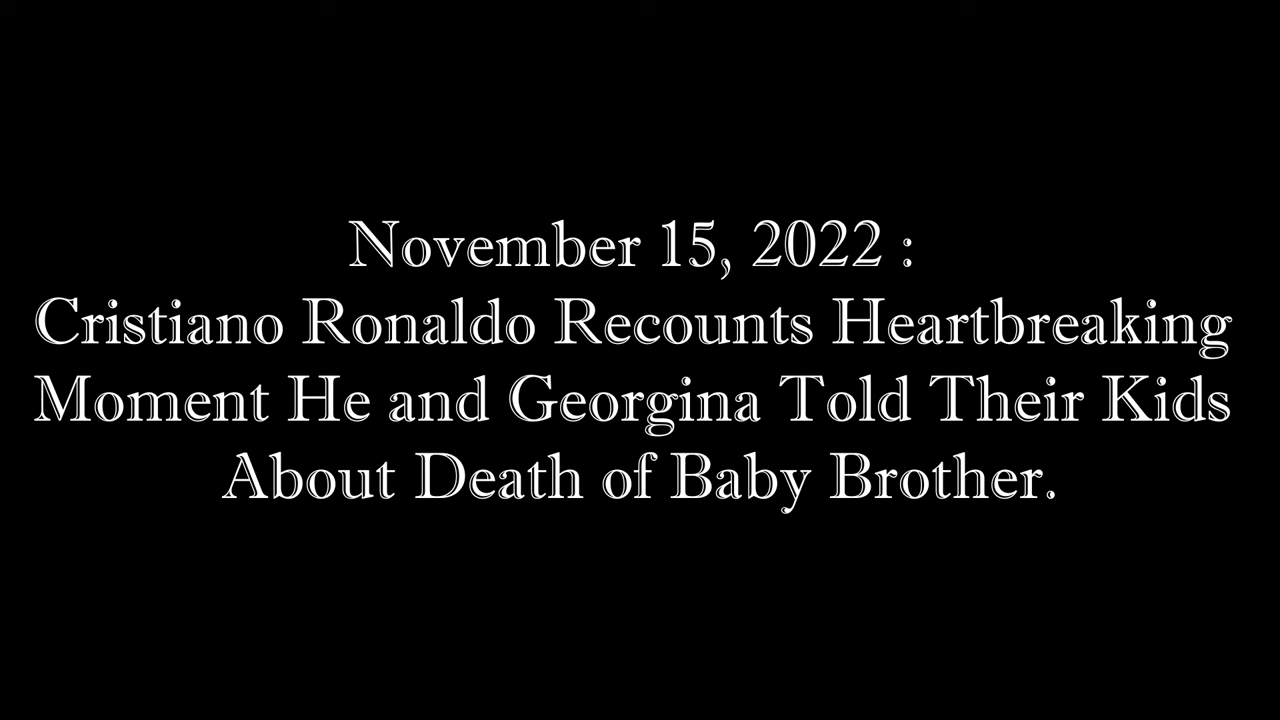 November 15, 2022 :
Cristiano Ronaldo Recounts Heartbreaking
Moment He and Georgina Told Their Kids
About Death of Baby Brother.